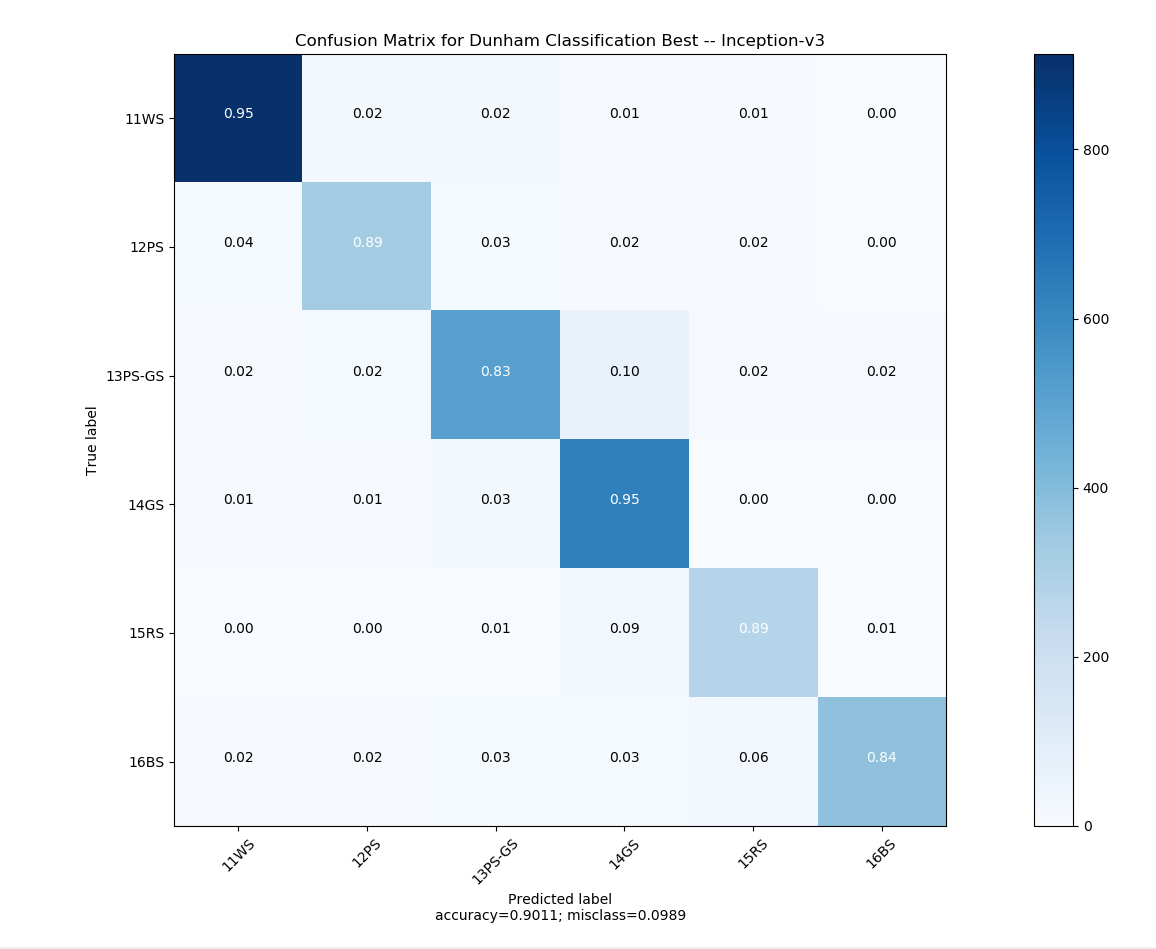 Confusion Matrix for Dunham Classification Best -- Inception-v3
11WS 0.95 0.02 0.02 0.01 0.01 0.00
12PS 0.04 0.89 0.03 0.02 0.02 0.00
13PS-GS 0.02 0.02 0.83 0.10 0.02 0.02
14GS 0.01 0.01 0.03 0.95 0.00 0.00
15RS 0.00 0.00 0.01 0.09 0.89 0.01
16BS 0.02 0.02 0.03 0.03 0.06 0.84
True label
11WS 12PS 13PS-GS 14GS 15RS 16BS
Predicted label
accuracy=0.9011; misclass=0.0989
800
600
400
200
0